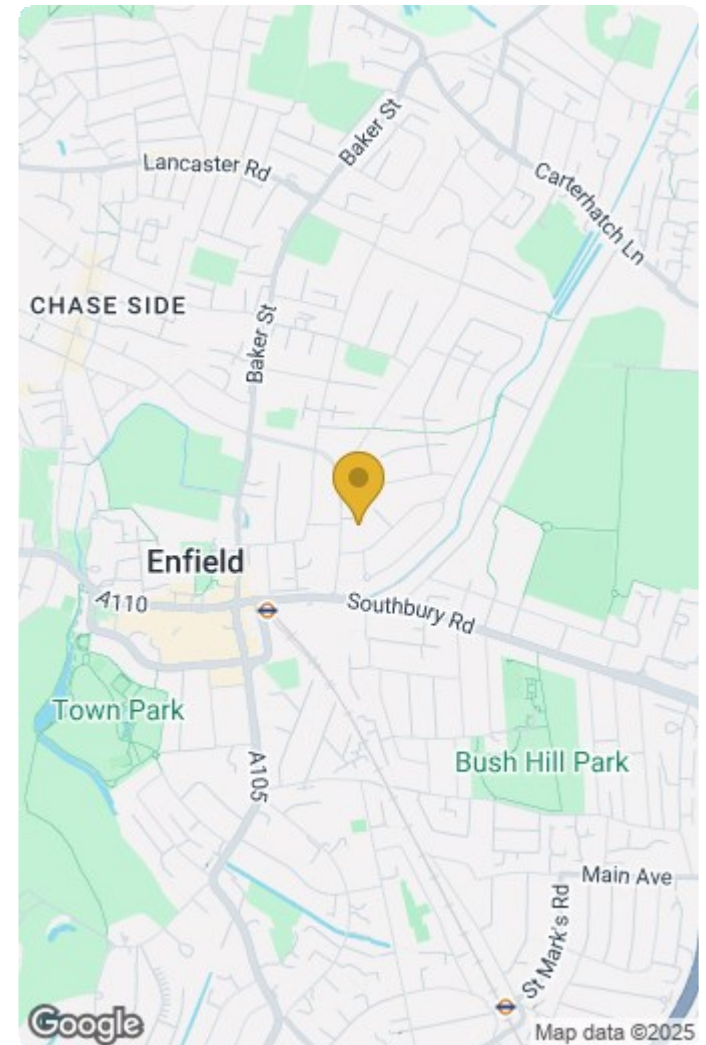 Baker St
Lancaster Rd
Carterhatch Ln
CHASE SIDE
Baker St
Enfield
A110
Southbury Rd
Town Park
A105
Bush Hill Park
Main Ave
St Mark's Rd
Google
Map data ©2025